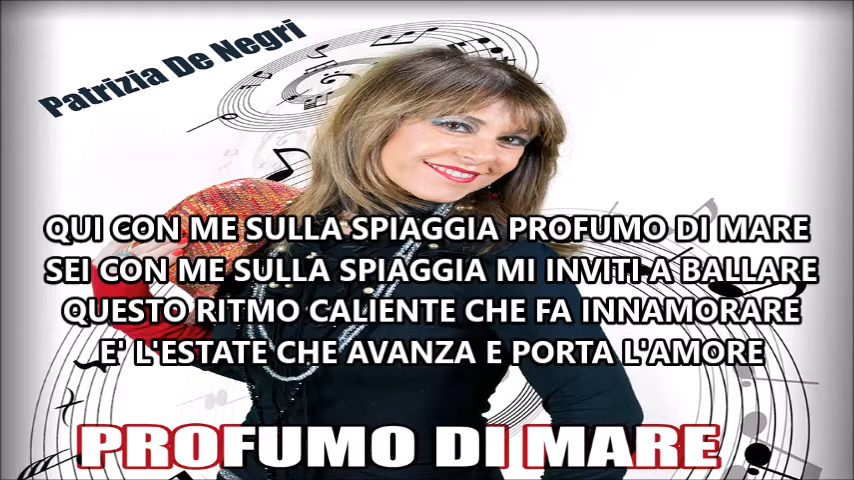 Patrizia De Negri
QUI CON ME SULLA SPIAGGIA PROFUMO DI MARE
SEI CON ME SULLA SPIAGGIA MI INVITI A BALLARE
QUESTO RITMO CALIENTE CHE FA INNAMORARE
E' L'ESTATE CHE AVANZA E PORTA L'AMORE
PROFUMO DI MARE